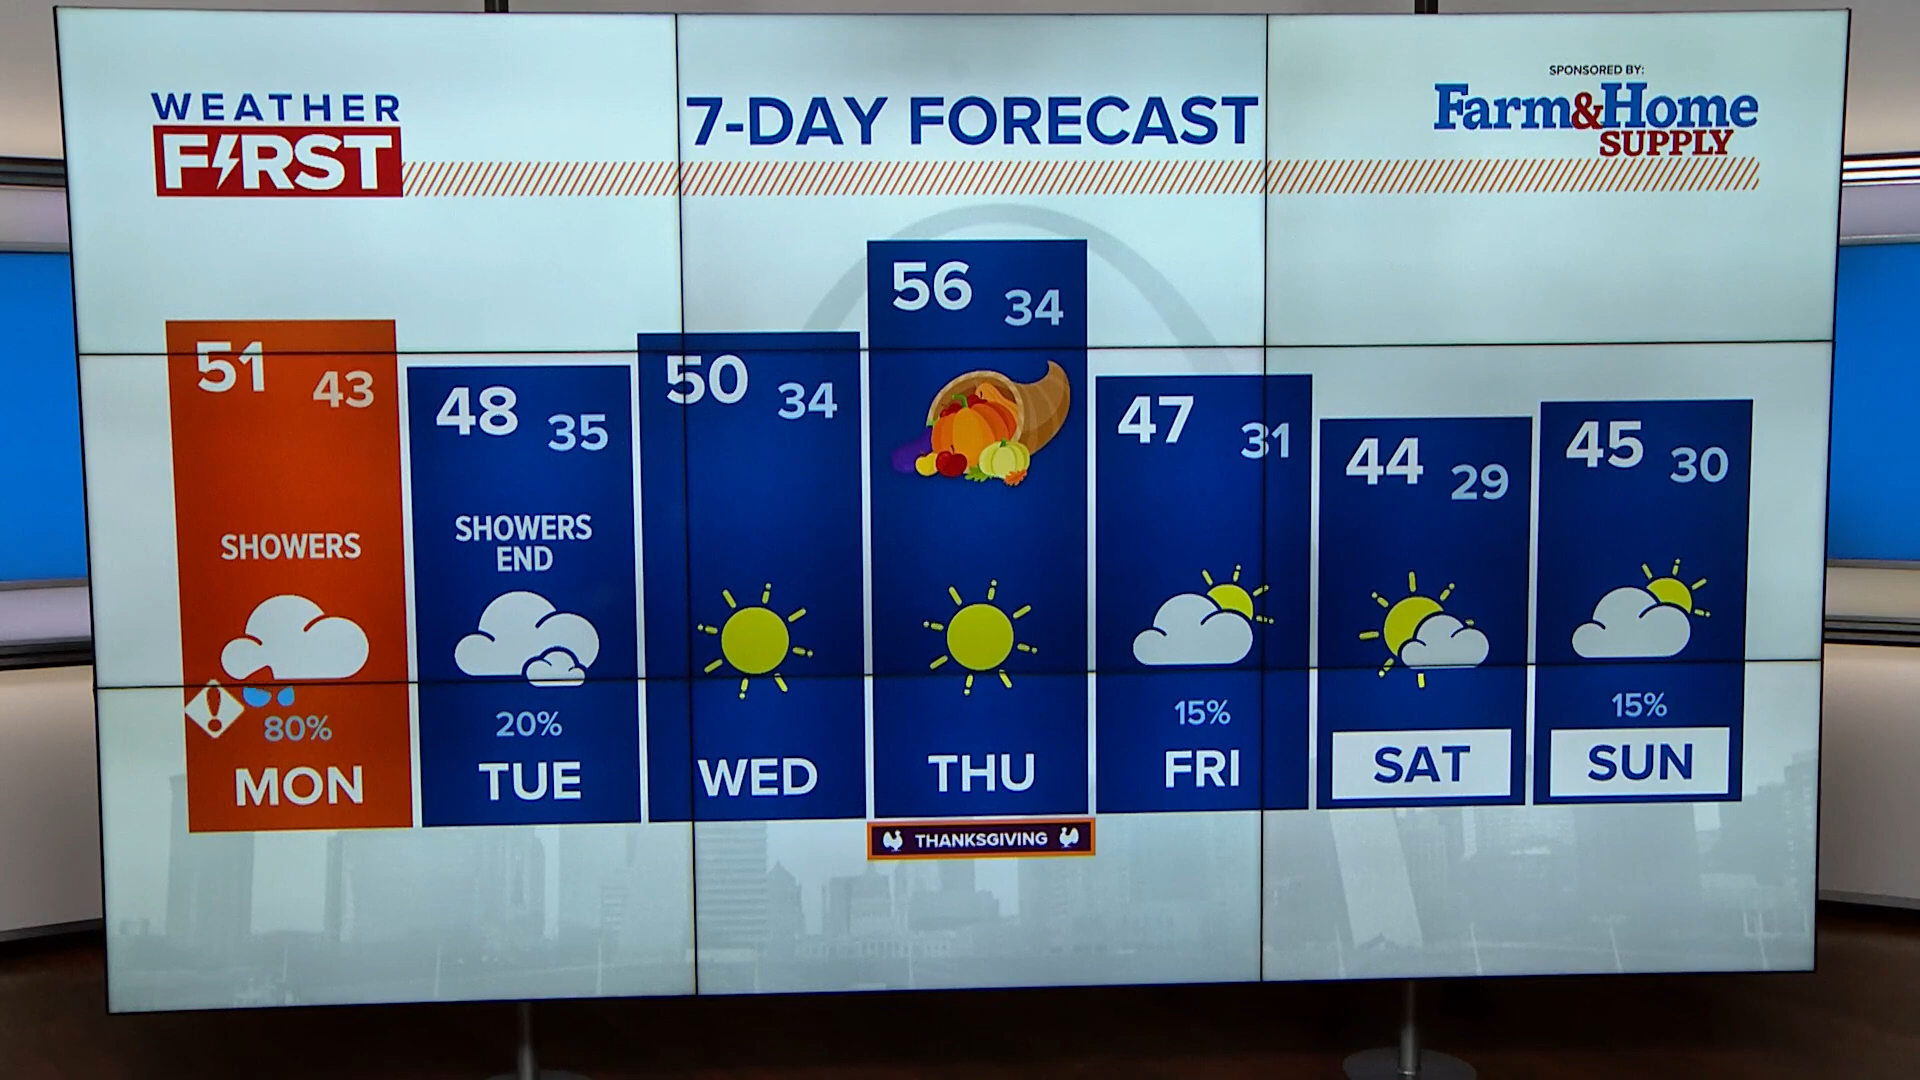 WEATHER
FIRST
7-DAY FORECAST
SPONSORED BY:
Farm&Home
SUPPLY
51 43
SHOWERS
80%
MON
48 35
SHOWERS
END
20%
TUE
50 34
WED
56 34
THU
THANKSGIVING
47 31
15%
FRI
44 29
SAT
45 30
15%
SUN